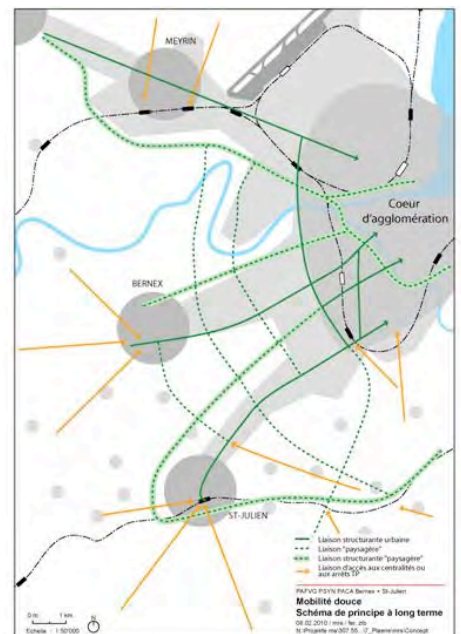 MEYRIN
Coeur
d'agglomération
BERNEX
ST-JULIEN
Liaison structurante urbaine
Liaison "paysagère"
Liaison structurante "paysagère"
Liaison d'accès aux centralités ou
aux arrêts TP
PAFVG PSYN PACA Bernex + St-Julien
Mobilité douce
Schéma de principe à long terme
0 m 1 km
N
Echelle : 1:50'000